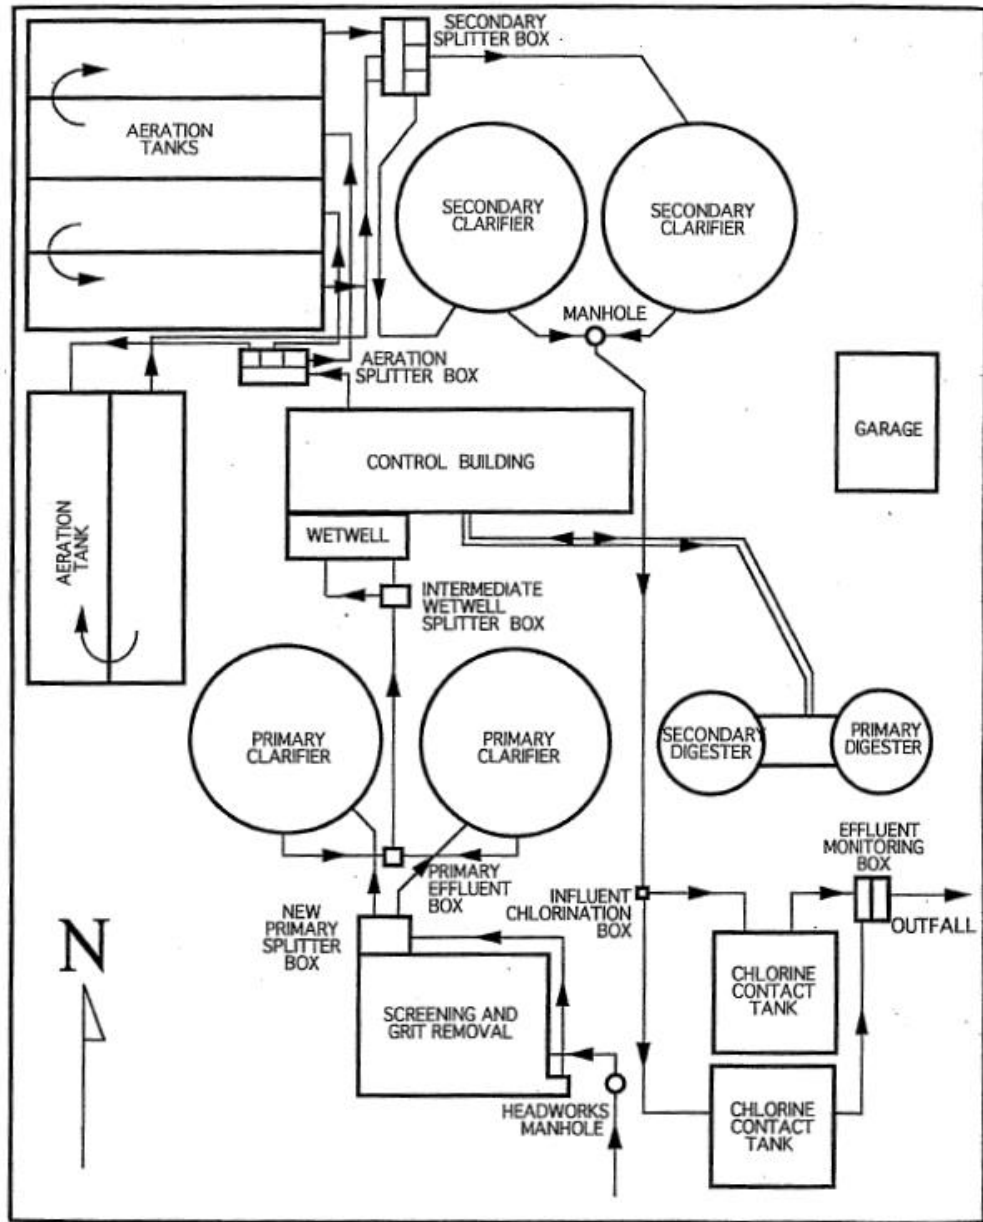 SECONDARY
SPLITTER BOX
AERATION
TANKS
SECONDARY
CLARIFIER
SECONDARY
CLARIFIER
MANHOLE
AERATION
SPLITTER BOX
GARAGE
CONTROL BUILDING
WETWELL
AERATION
TANK
INTERMEDIATE
WETWELL
SPLITTER BOX
PRIMARY
CLARIFIER
PRIMARY
CLARIFIER
SECONDARY
DIGESTER
PRIMARY
DIGESTER
EFFLUENT
MONITORING
BOX
PRIMARY
EFFLUENT
BOX
INFLUENT
CHLORINATION
BOX
OUTFALL
NEW
PRIMARY
SPLITTER
BOX
N
CHLORINE
CONTACT
TANK
SCREENING AND
GRIT REMOVAL
HEADWORKS
MANHOLE
CHLORINE
CONTACT
TANK